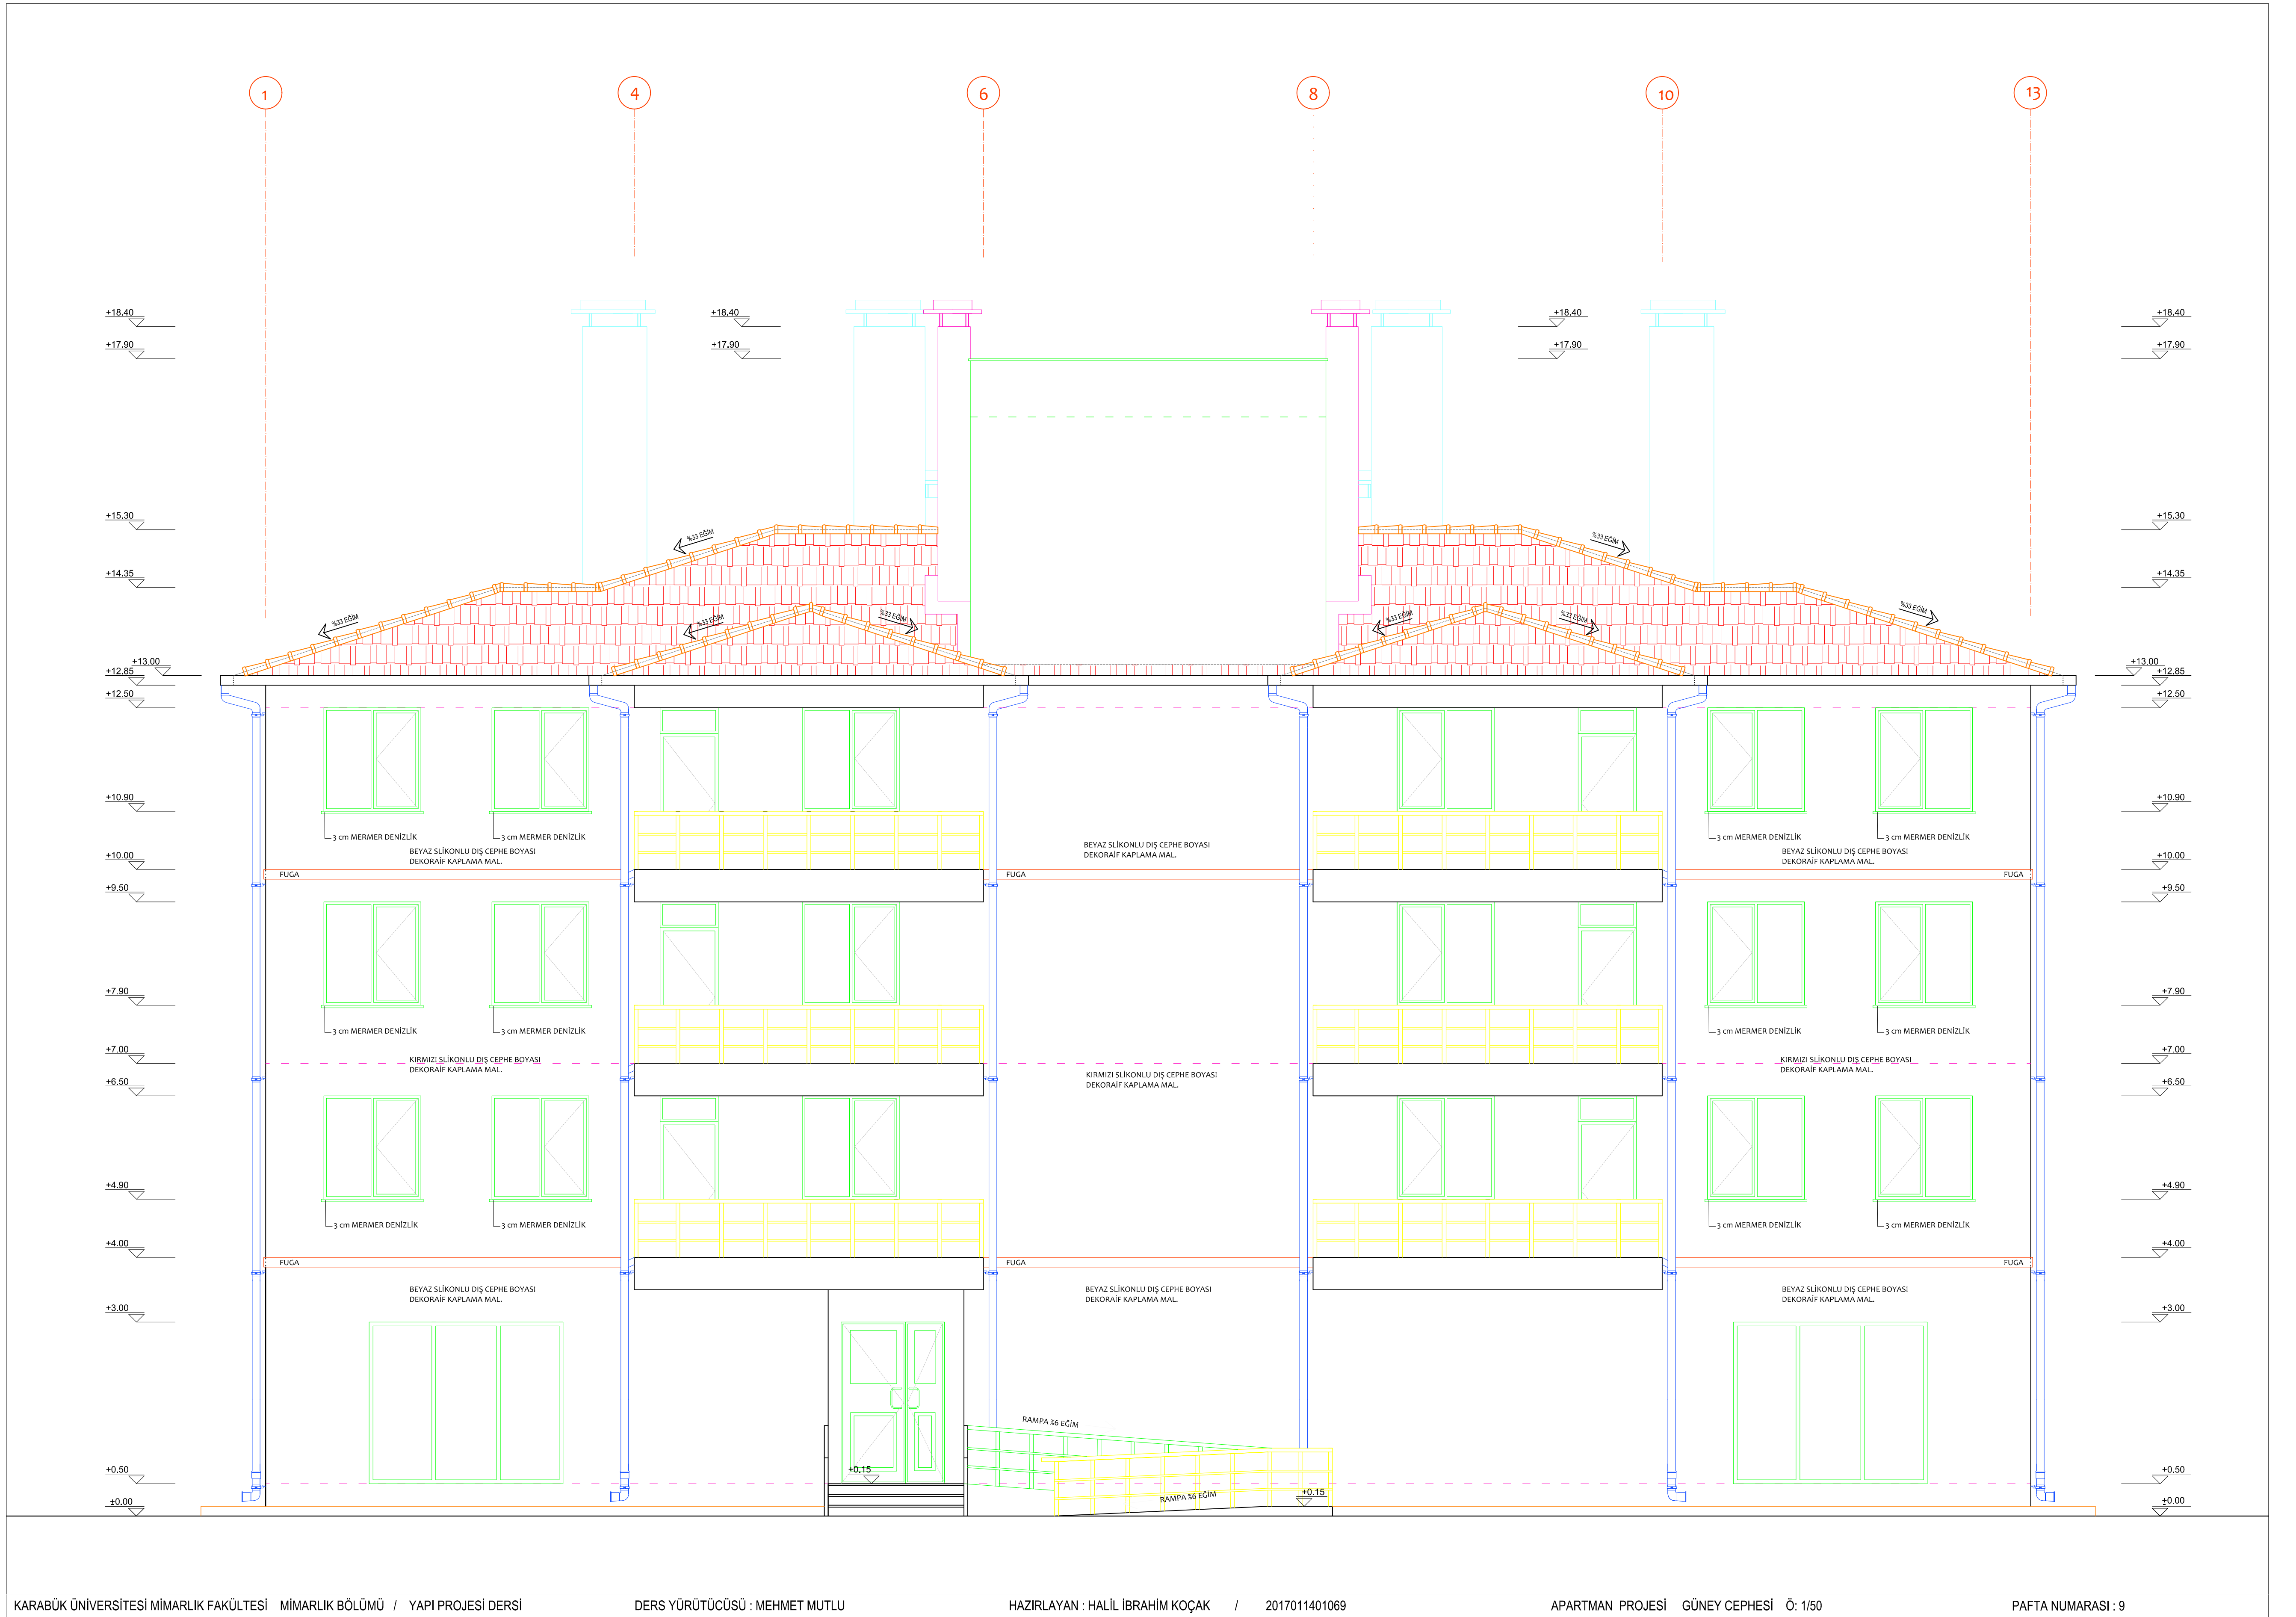 1 4 6 8 10 13
+18.40 +18.40 +18.40 +18.40
+17.90 +17.90 +17.90 +17.90
+15.30 %33 EĞİM %33 EĞİM +15.30
+14.35 +14.35
%33 EĞİM %33 EĞİM %33 EĞİM %33 EĞİM %33 EĞİM %33 EĞİM
+13.00 +13.00
+12.85 +12.85
+12.50 +12.50
+10.90 +10.90
3 cm MERMER DENİZLİK 3 cm MERMER DENİZLİK 3 cm MERMER DENİZLİK 3 cm MERMER DENİZLİK
BEYAZ SLİKONLU DIŞ CEPHE BOYASI BEYAZ SLİKONLU DIŞ CEPHE BOYASI BEYAZ SLİKONLU DIŞ CEPHE BOYASI
DEKORAİF KAPLAMA MAL. DEKORAİF KAPLAMA MAL. DEKORAİF KAPLAMA MAL.
+10.00 +10.00
FUGA FUGA FUGA
+9.50 +9.50
+7.90 +7.90
3 cm MERMER DENİZLİK 3 cm MERMER DENİZLİK 3 cm MERMER DENİZLİK 3 cm MERMER DENİZLİK
+7.00 +7.00
KIRMIZI SLİKONLU DIŞ CEPHE BOYASI KIRMIZI SLİKONLU DIŞ CEPHE BOYASI KIRMIZI SLİKONLU DIŞ CEPHE BOYASI
DEKORAİF KAPLAMA MAL. DEKORAİF KAPLAMA MAL. DEKORAİF KAPLAMA MAL.
+6.50 +6.50
+4.90 +4.90
3 cm MERMER DENİZLİK 3 cm MERMER DENİZLİK 3 cm MERMER DENİZLİK 3 cm MERMER DENİZLİK
+4.00 +4.00
FUGA FUGA FUGA
BEYAZ SLİKONLU DIŞ CEPHE BOYASI BEYAZ SLİKONLU DIŞ CEPHE BOYASI BEYAZ SLİKONLU DIŞ CEPHE BOYASI
DEKORAİF KAPLAMA MAL. DEKORAİF KAPLAMA MAL. DEKORAİF KAPLAMA MAL.
+3.00 +3.00
RAMPA %6 EĞİM
+0.50 +0.15 +0.50
RAMPA %6 EĞİM +0.15
±0.00 ±0.00
KARABÜK ÜNİVERSİTESİ MİMARLIK FAKÜLTESİ MİMARLIK BÖLÜMÜ / YAPI PROJESİ DERSİ DERS YÜRÜTÜCÜSÜ : MEHMET MUTLU HAZIRLAYAN : HALİL İBRAHİM KOÇAK / 2017011401069 APARTMAN PROJESİ GÜNEY CEPHESİ Ö: 1/50 PAFTA NUMARASI : 9